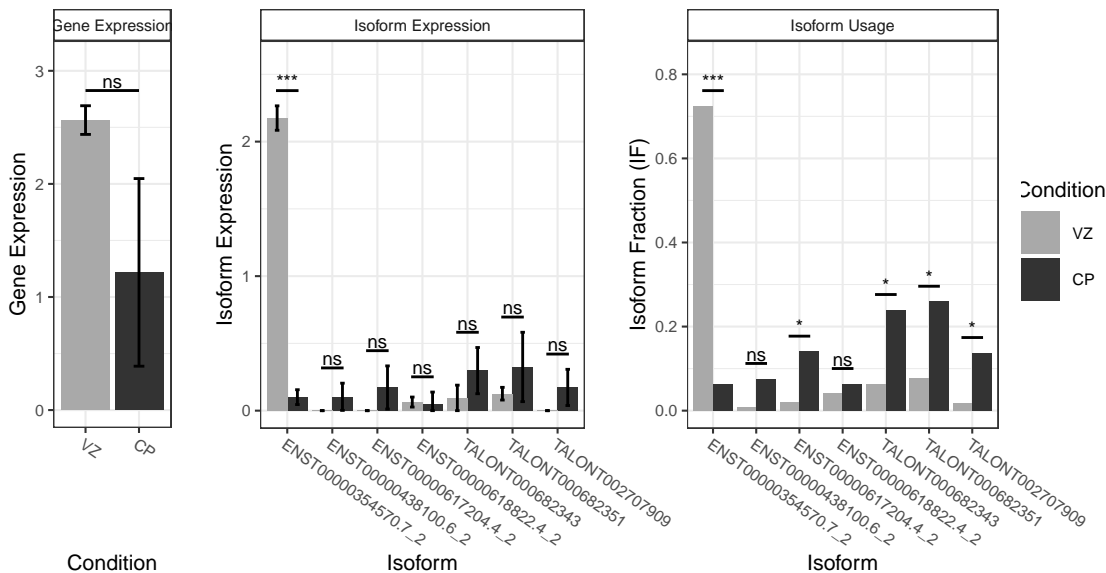 Gene Expression
Gene Expression
3
2
1
0
ns
VZ
CP
Condition
Isoform Expression
Isoform Expression
2
1
0
***
ns
ns
ns
ns
ns
ns
ENST00000354570.7_2
ENST00000438100.6_2
ENST00000617204.4_2
ENST00000618822.4_2
TALONT000682343
TALONT000682351
TALONT002707909
Isoform
Isoform Usage
Isoform Fraction (IF)
0.8
0.6
0.4
0.2
0.0
***
ns
*
ns
*
*
*
ENST00000354570.7_2
ENST00000438100.6_2
ENST00000617204.4_2
ENST00000618822.4_2
TALONT000682343
TALONT000682351
TALONT002707909
Isoform
Condition
VZ
CP